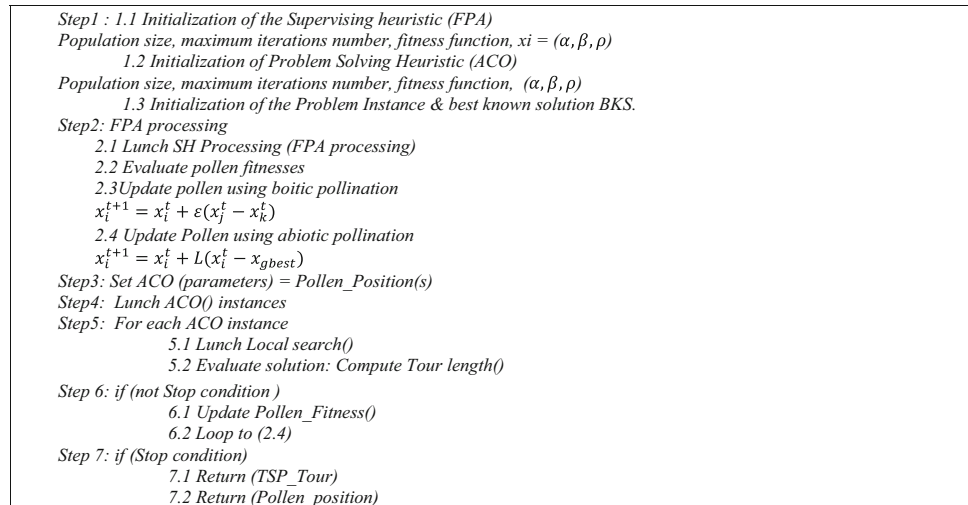 Step1 : 1.1 Initialization of the Supervising heuristic (FPA)
Population size, maximum iterations number, fitness function, xi = (α, β, ρ)
1.2 Initialization of Problem Solving Heuristic (ACO)
Population size, maximum iterations number, fitness function, (α, β, ρ)
1.3 Initialization of the Problem Instance & best known solution BKS.
Step2: FPA processing
2.1 Lunch SH Processing (FPA processing)
2.2 Evaluate pollen fitnesses
2.3Update pollen using boitic pollination
x_i^{t+1} = x_i^t + ε(x_j^t − x_k^t)
2.4 Update Pollen using abiotic pollination
x_i^{t+1} = x_i^t + L(x_i^t − x_{gbest})
Step3: Set ACO (parameters) = Pollen_Position(s)
Step4: Lunch ACO() instances
Step5: For each ACO instance
5.1 Lunch Local search()
5.2 Evaluate solution: Compute Tour length()
Step 6: if (not Stop condition )
6.1 Update Pollen_Fitness()
6.2 Loop to (2.4)
Step 7: if (Stop condition)
7.1 Return (TSP_Tour)
7.2 Return (Pollen_position)